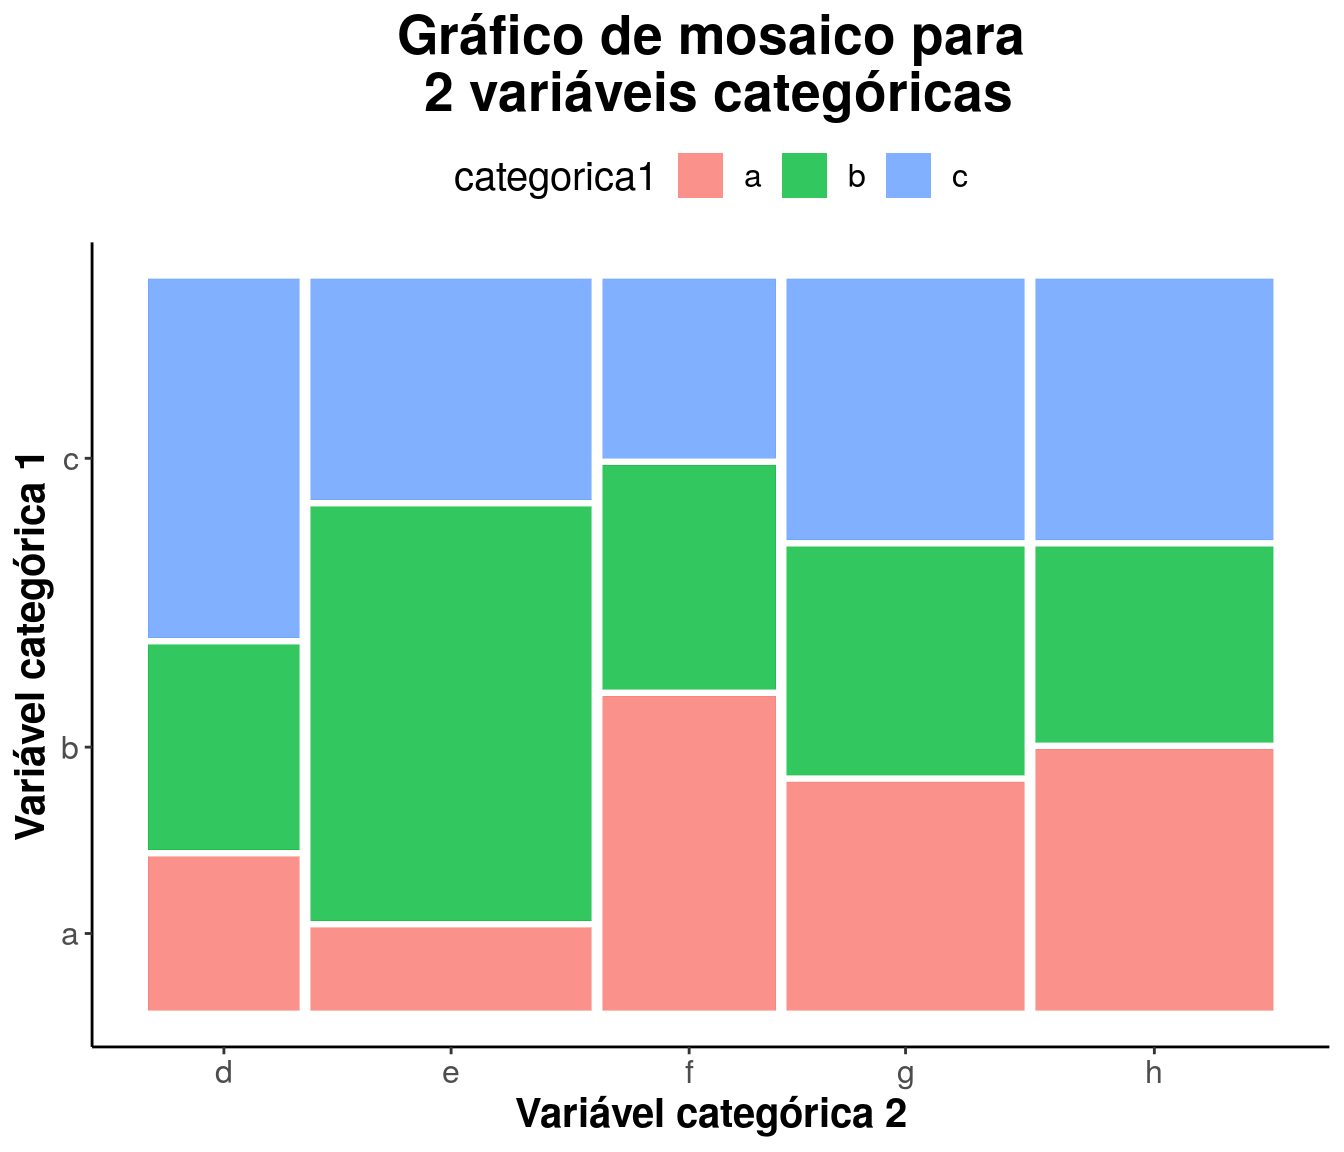 Gráfico de mosaico para
2 variáveis categóricas
categorica1 a b c
Variável categórica 1
c
b
a
d e f g h
Variável categórica 2